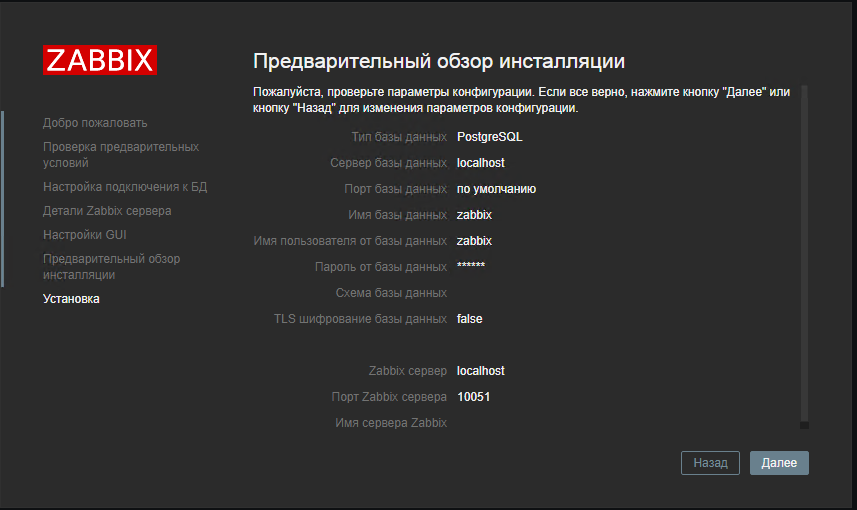 ZABBIX
Добро пожаловать
Проверка предварительных
условий
Настройка подключения к БД
Детали Zabbix сервера
Настройки GUI
Предварительный обзор
инсталляции
Установка
Предварительный обзор инсталляции
Пожалуйста, проверьте параметры конфигурации. Если все верно, нажмите кнопку "Далее" или
кнопку "Назад" для изменения параметров конфигурации.
Тип базы данных PostgreSQL
Сервер базы данных localhost
Порт базы данных по умолчанию
Имя базы данных zabbix
Имя пользователя от базы данных zabbix
Пароль от базы данных ******
Схема базы данных
TLS шифрование базы данных false
Zabbix сервер localhost
Порт Zabbix сервера 10051
Имя сервера Zabbix
Назад Далее